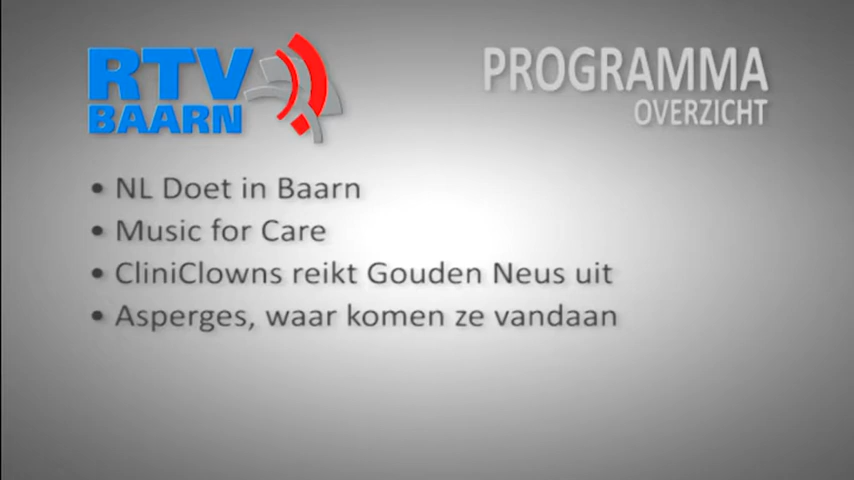 RTV
BAARN
PROGRAMMA
OVERZICHT
• NL Doet in Baarn
• Music for Care
• CliniClowns reikt Gouden Neus uit
• Asperges, waar komen ze vandaan